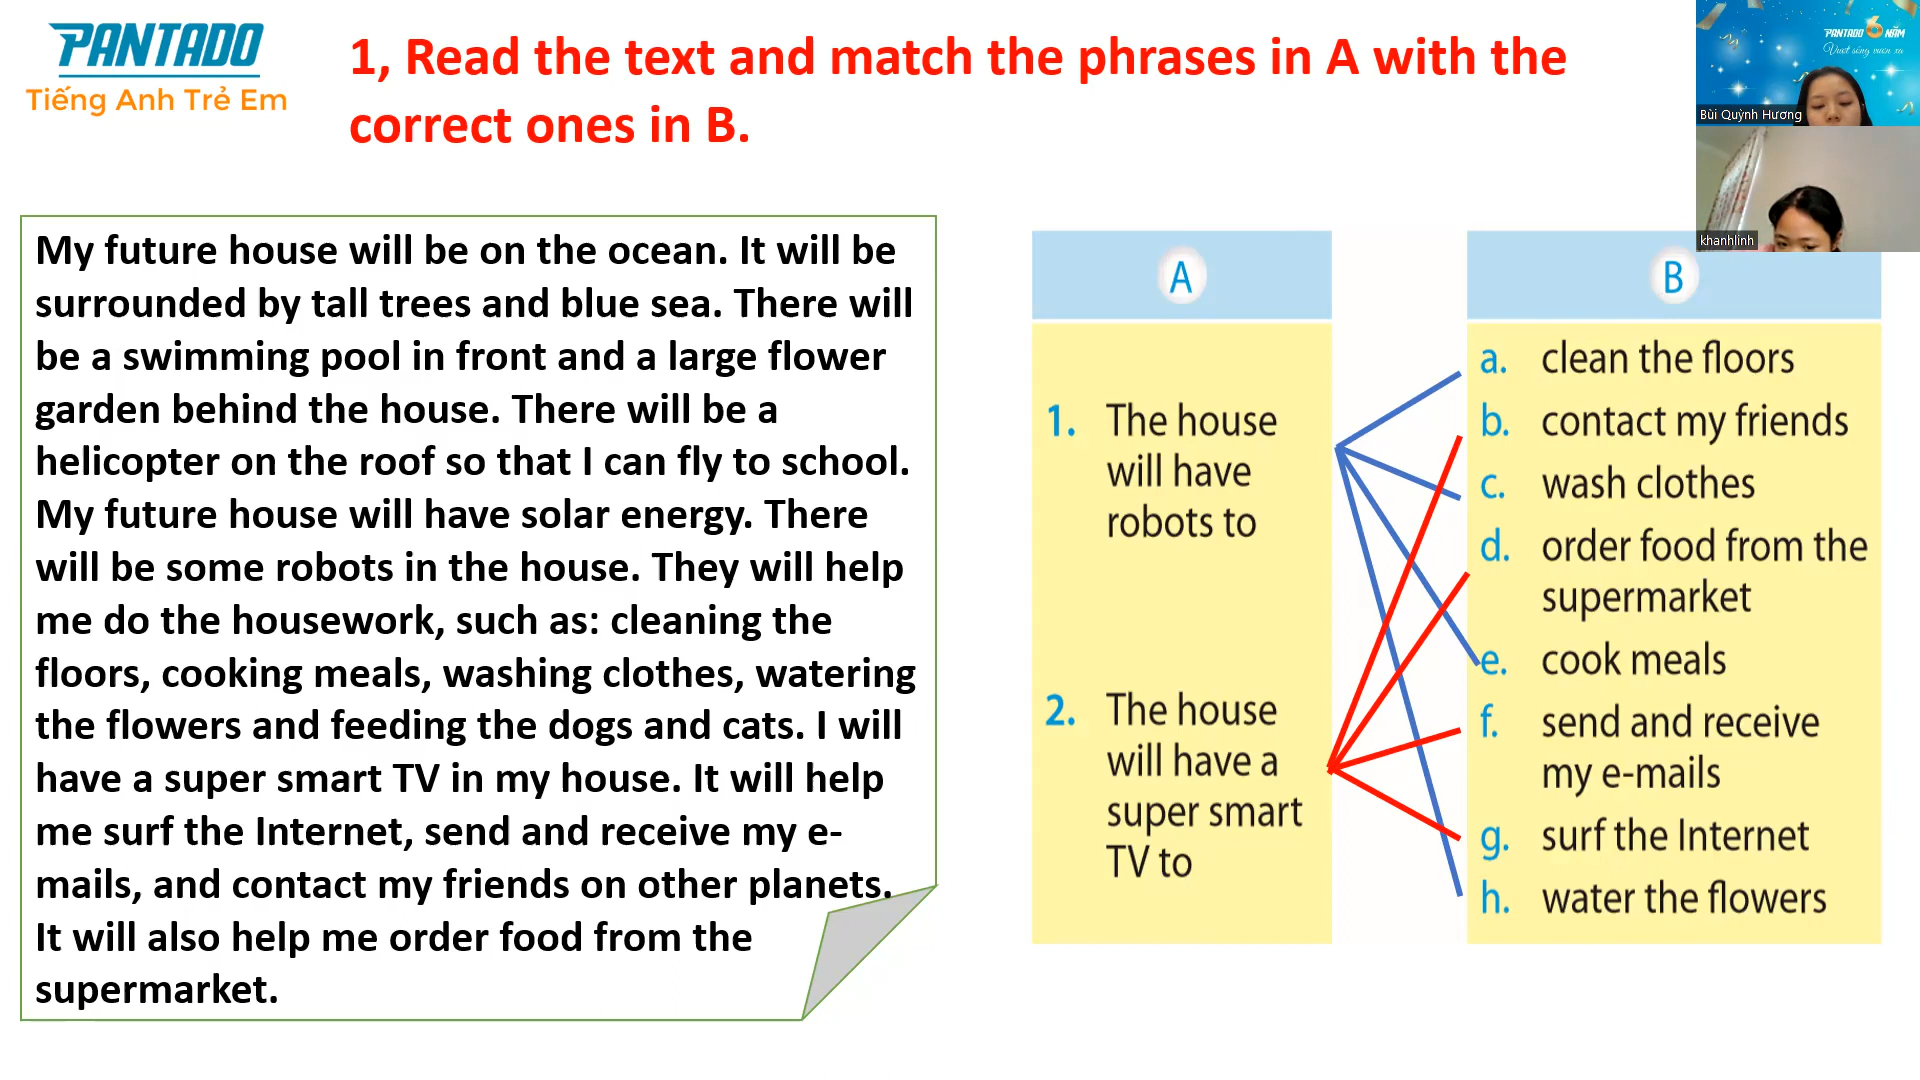 PANTADO
Tiếng Anh Trẻ Em
1, Read the text and match the phrases in A with the
correct ones in B.
PANTADO 6 NĂM
Vượt sóng vươn xa
Bùi Quỳnh Hương
khanhlinh
My future house will be on the ocean. It will be
surrounded by tall trees and blue sea. There will
be a swimming pool in front and a large flower
garden behind the house. There will be a
helicopter on the roof so that I can fly to school.
My future house will have solar energy. There
will be some robots in the house. They will help
me do the housework, such as: cleaning the
floors, cooking meals, washing clothes, watering
the flowers and feeding the dogs and cats. I will
have a super smart TV in my house. It will help
me surf the Internet, send and receive my e-
mails, and contact my friends on other planets.
It will also help me order food from the
supermarket.
A
1. The house
will have
robots to
2. The house
will have a
super smart
TV to
B
a. clean the floors
b. contact my friends
c. wash clothes
d. order food from the
supermarket
e. cook meals
f. send and receive
my e-mails
g. surf the Internet
h. water the flowers